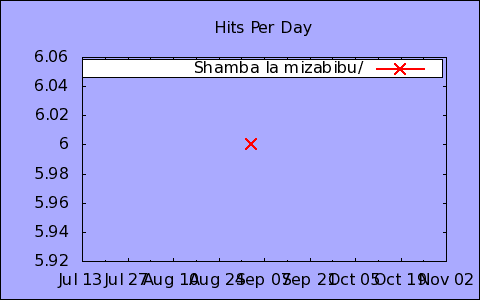 Hits Per Day
6.06
Shamba la mizabibu/
6.04
6.02
6
5.98
5.96
5.94
5.92
Jul 13 Jul 27 Aug 10 Aug 24 Sep 07 Sep 21 Oct 05 Oct 19 Nov 02